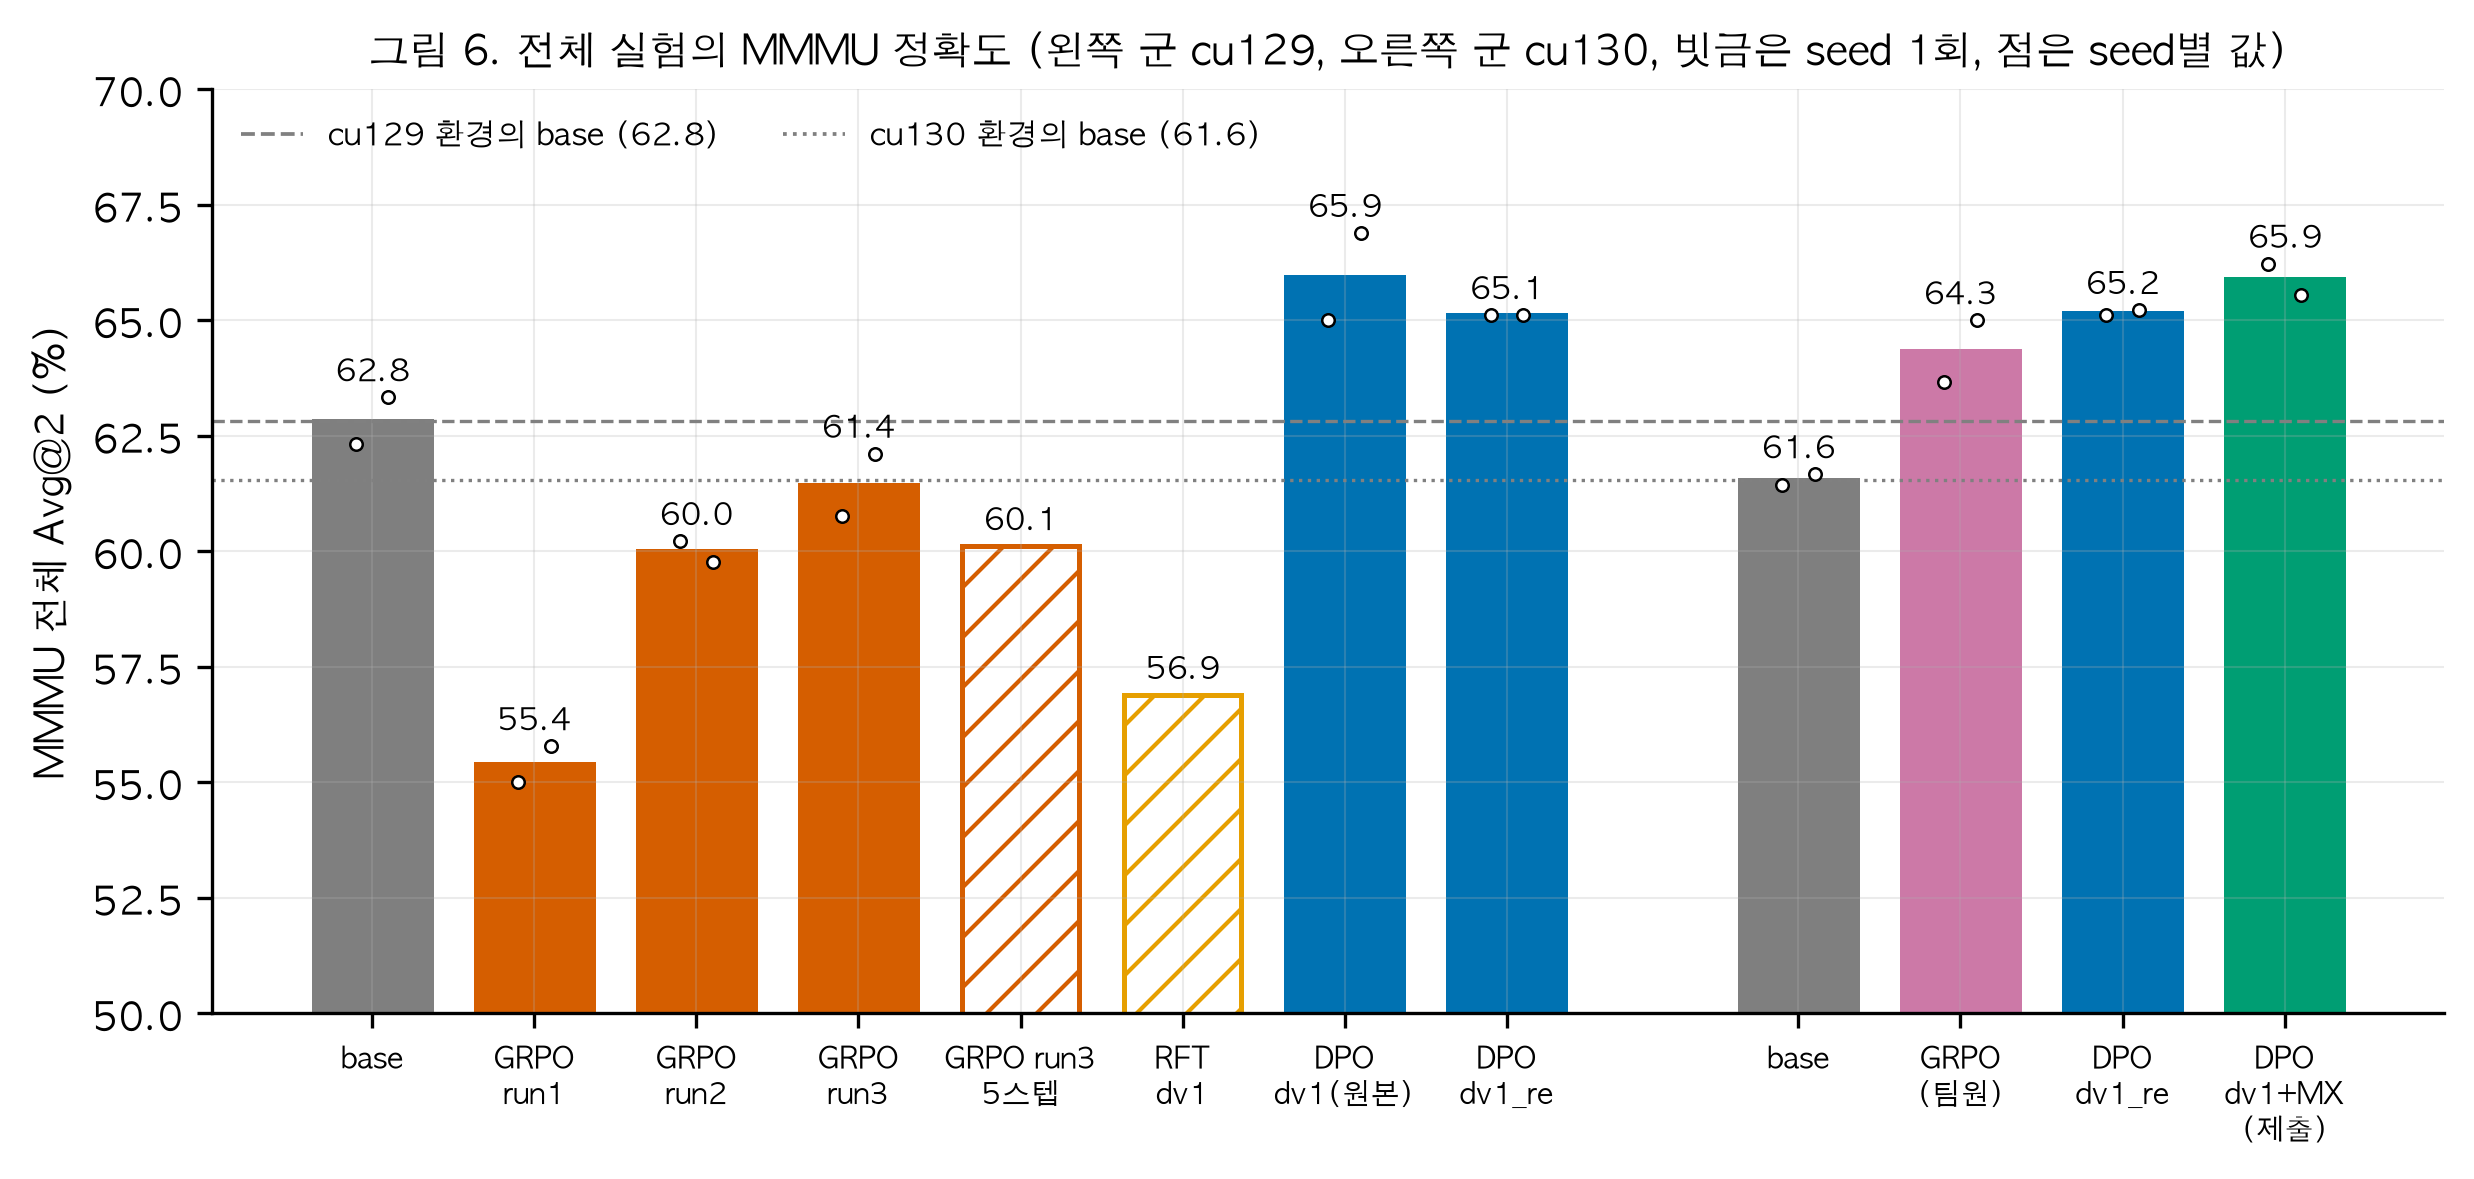 그림 6. 전체 실험의 MMMU 정확도 (왼쪽 군 cu129, 오른쪽 군 cu130, 빗금은 seed 1회, 점은 seed별 값)
cu129 환경의 base (62.8)
cu130 환경의 base (61.6)
MMMU 전체 Avg@2 (%)
70.0
67.5
65.0
62.5
60.0
57.5
55.0
52.5
50.0
62.8
55.4
60.0
61.4
60.1
56.9
65.9
65.1
61.6
64.3
65.2
65.9
base
GRPO
run1
GRPO
run2
GRPO
run3
GRPO run3
5스텝
RFT
dv1
DPO
dv1(원본)
DPO
dv1_re
base
GRPO
(팀원)
DPO
dv1_re
DPO
dv1+MX
(제출)